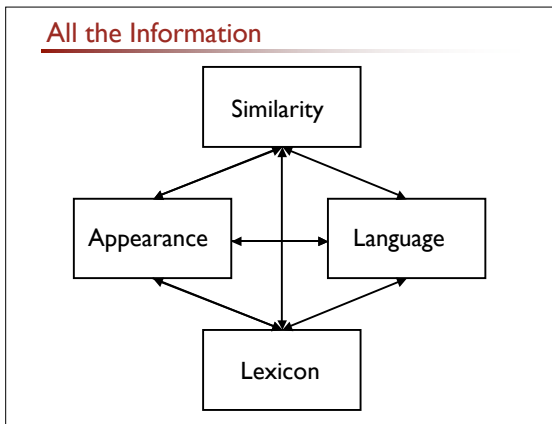 All the Information
Similarity
Appearance
Language
Lexicon